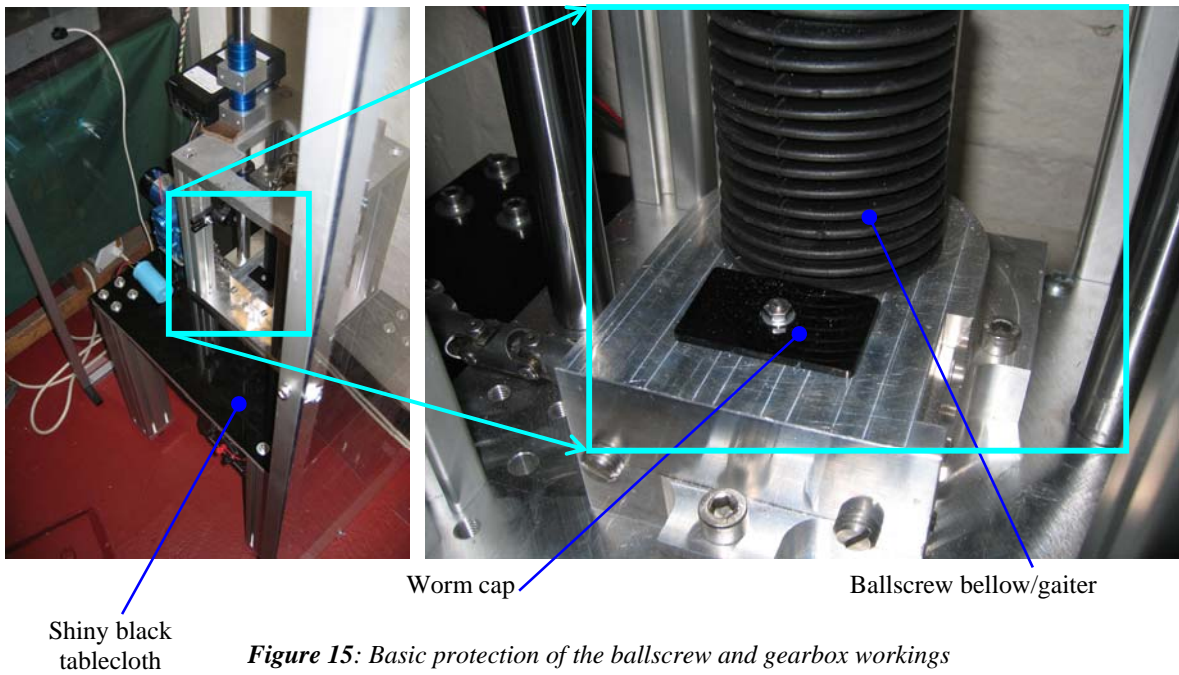 Worm cap
Ballscrew bellow/gaiter
Shiny black
tablecloth
Figure 15: Basic protection of the ballscrew and gearbox workings